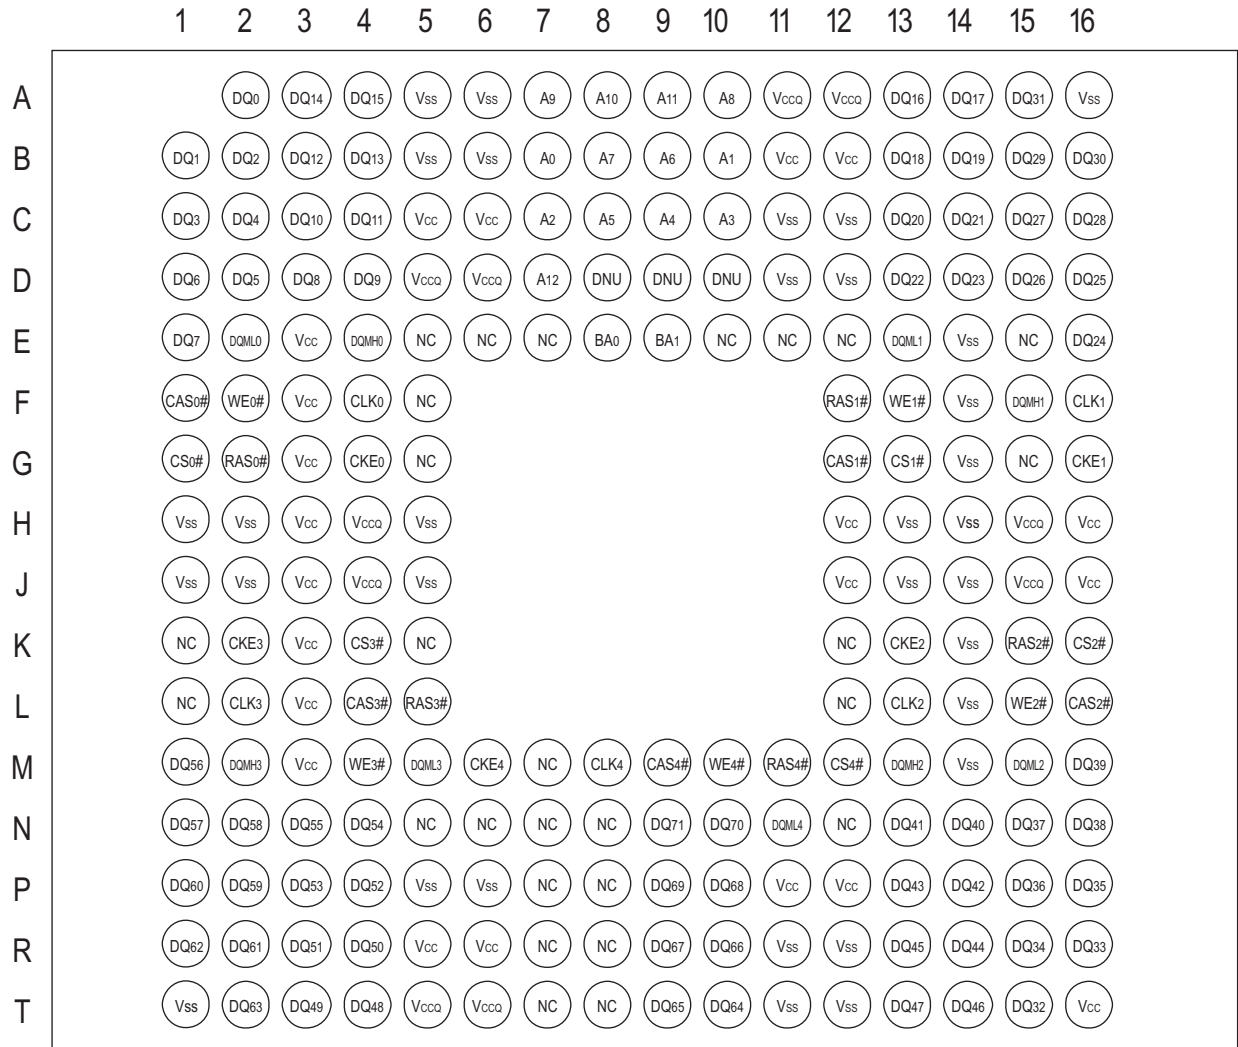 1 2 3 4 5 6 7 8 9 10 11 12 13 14 15 16
A DQ0 DQ14 DQ15 Vss Vss A9 A10 A11 A8 VCCQ VCCQ DQ16 DQ17 DQ31 Vss
B DQ1 DQ2 DQ12 DQ13 Vss Vss A0 A7 A6 A1 VCC VCC DQ18 DQ19 DQ29 DQ30
C DQ3 DQ4 DQ10 DQ11 VCC VCC A2 A5 A4 A3 Vss Vss DQ20 DQ21 DQ27 DQ28
D DQ6 DQ5 DQ8 DQ9 VCCQ VCCQ A12 DNU DNU DNU Vss Vss DQ22 DQ23 DQ26 DQ25
E DQ7 DQML0 VCC DQMH0 NC NC NC BA0 BA1 NC NC NC DQML1 Vss NC DQ24
F CAS0# WE0# VCC CLK0 NC RAS1# WE1# Vss DQMH1 CLK1
G CS0# RAS0# VCC CKE0 NC CAS1# CS1# Vss NC CKE1
H Vss Vss VCC VCCQ Vss VCC Vss Vss VCCQ VCC
J Vss Vss VCC VCCQ Vss VCC Vss Vss VCCQ VCC
K NC CKE3 VCC CS3# NC NC CKE2 Vss RAS2# CS2#
L NC CLK3 VCC CAS3# RAS3# NC CLK2 Vss WE2# CAS2#
M DQ56 DQMH3 VCC WE3# DQML3 CKE4 NC CLK4 CAS4# WE4# RAS4# CS4# DQMH2 Vss DQML2 DQ39
N DQ57 DQ58 DQ55 DQ54 NC NC NC NC DQ71 DQ70 DQML4 NC DQ41 DQ40 DQ37 DQ38
P DQ60 DQ59 DQ53 DQ52 Vss Vss NC NC DQ69 DQ68 VCC VCC DQ43 DQ42 DQ36 DQ35
R DQ62 DQ61 DQ51 DQ50 VCC VCC NC NC DQ67 DQ66 Vss Vss DQ45 DQ44 DQ34 DQ33
T Vss DQ63 DQ49 DQ48 VCCQ VCCQ NC NC DQ65 DQ64 Vss Vss DQ47 DQ46 DQ32 VCC